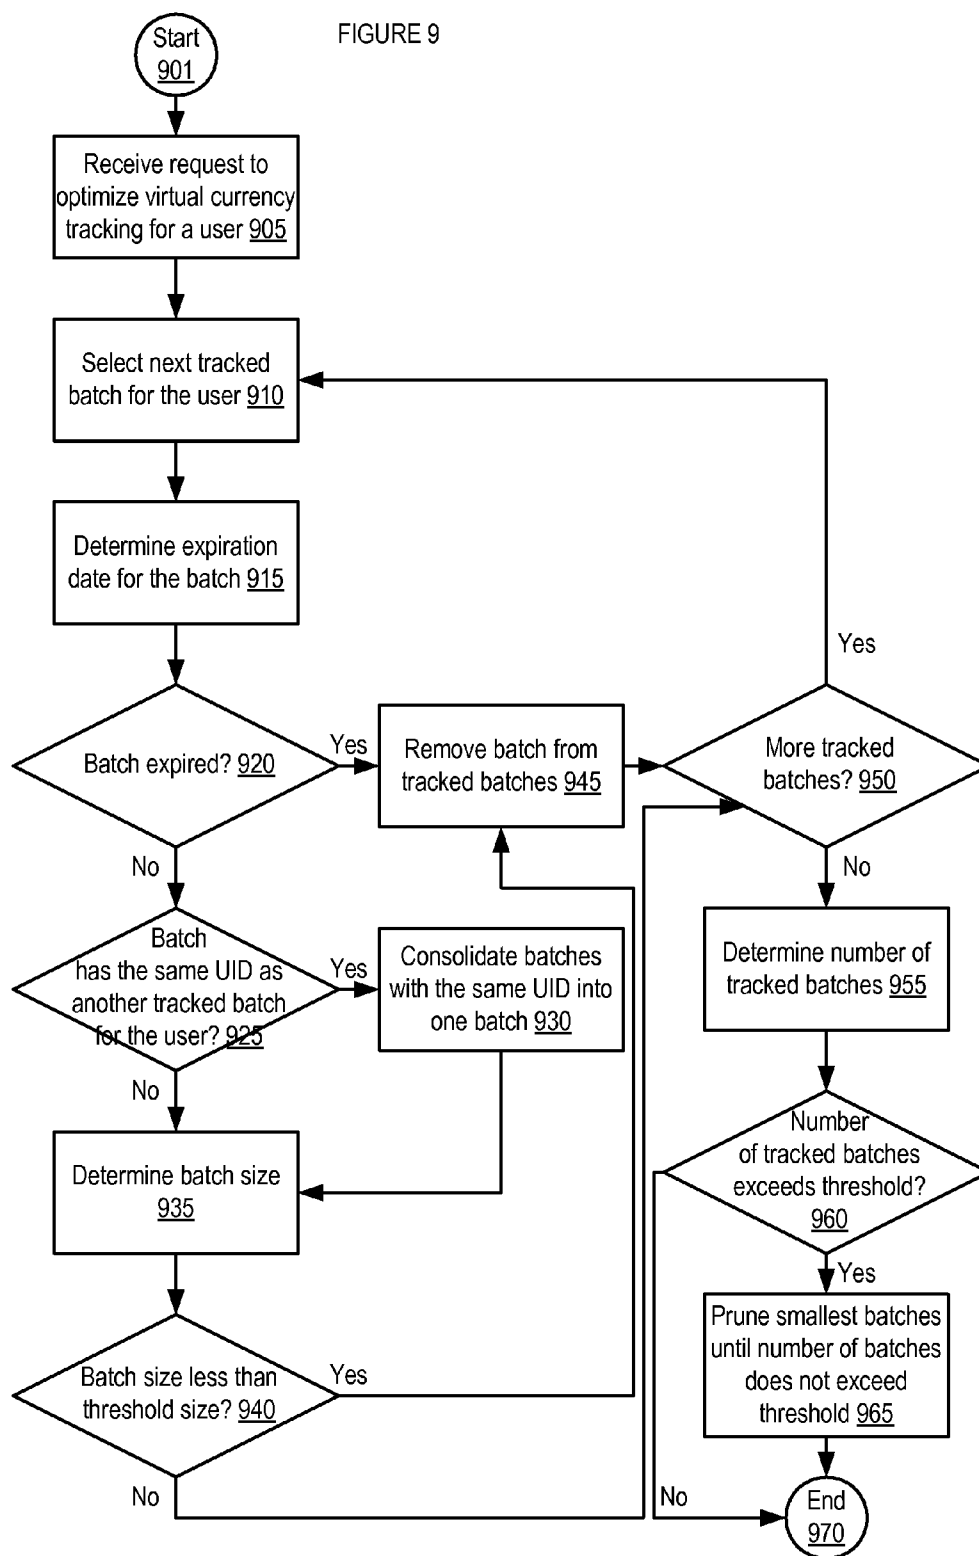 FIGURE 9
Start
901
Receive request to
optimize virtual currency
tracking for a user 905
Select next tracked
batch for the user 910
Determine expiration
date for the batch 915
Yes
Batch expired? 920
Yes
Remove batch from
tracked batches 945
More tracked
batches? 950
No
No
Batch
has the same UID as
another tracked batch
for the user? 925
Yes
Consolidate batches
with the same UID into
one batch 930
Determine number of
tracked batches 955
No
Determine batch size
935
Number
of tracked batches
exceeds threshold?
960
Yes
Batch size less than
threshold size? 940
Yes
Prune smallest batches
until number of batches
does not exceed
threshold 965
No
No
End
970